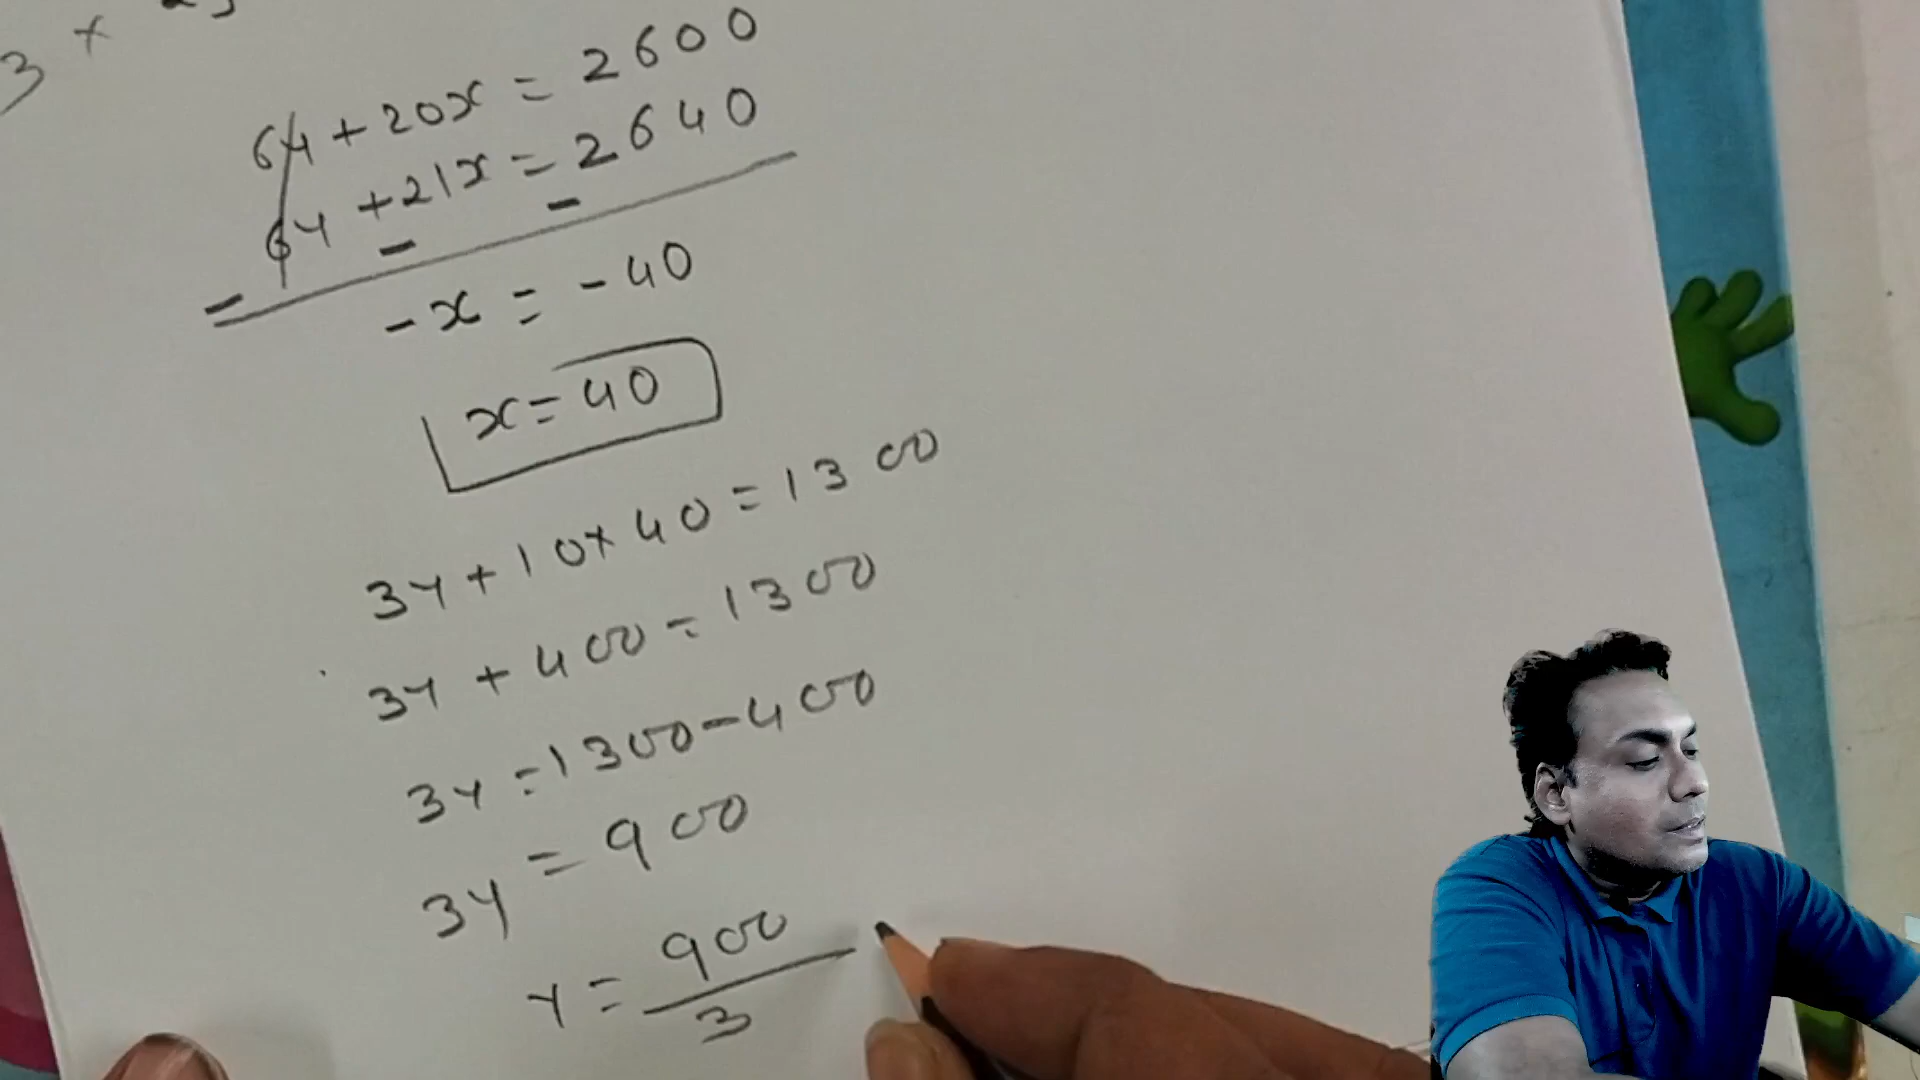 3 ×
6y + 20x = 2600
6y + 21x = 2640
- - -
-x = -40
x = 40
3y + 10 × 40 = 1300
3y + 400 = 1300
3y = 1300 - 400
3y = 900
y = 900/3